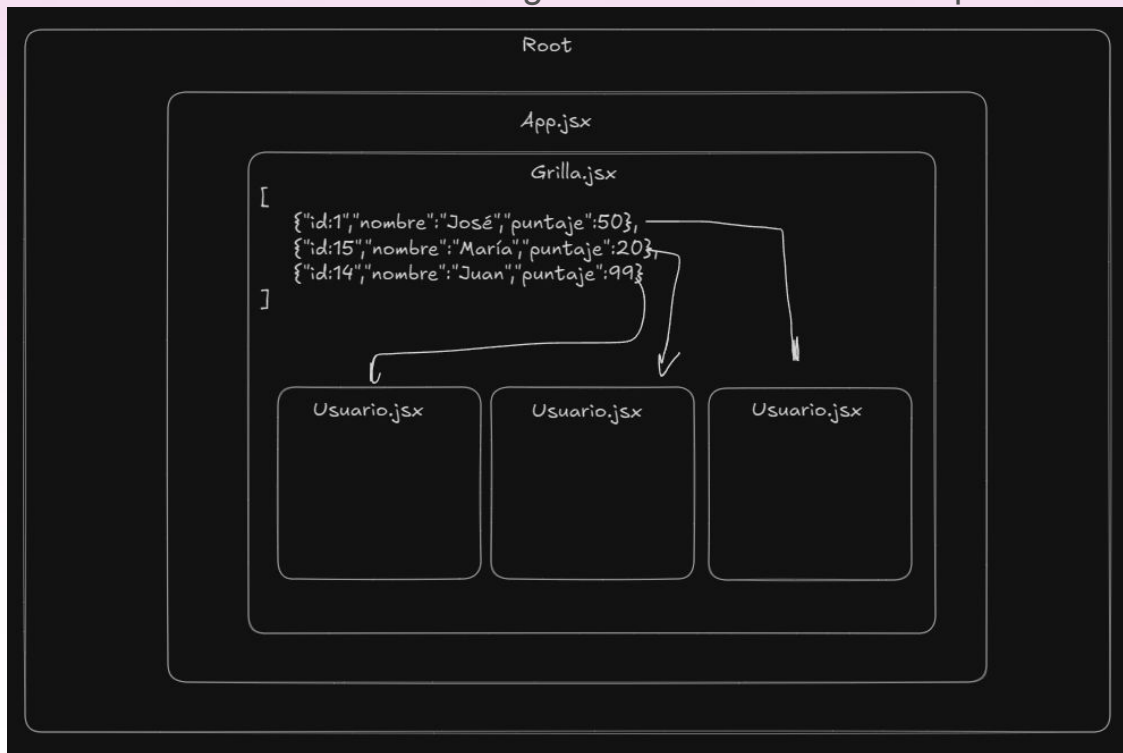 Root
App.jsx
Grilla.jsx
[
{"id:1","nombre":"José","puntaje":50},
{"id:15","nombre":"María","puntaje":20},
{"id:14","nombre":"Juan","puntaje":99}
]
Usuario.jsx Usuario.jsx Usuario.jsx